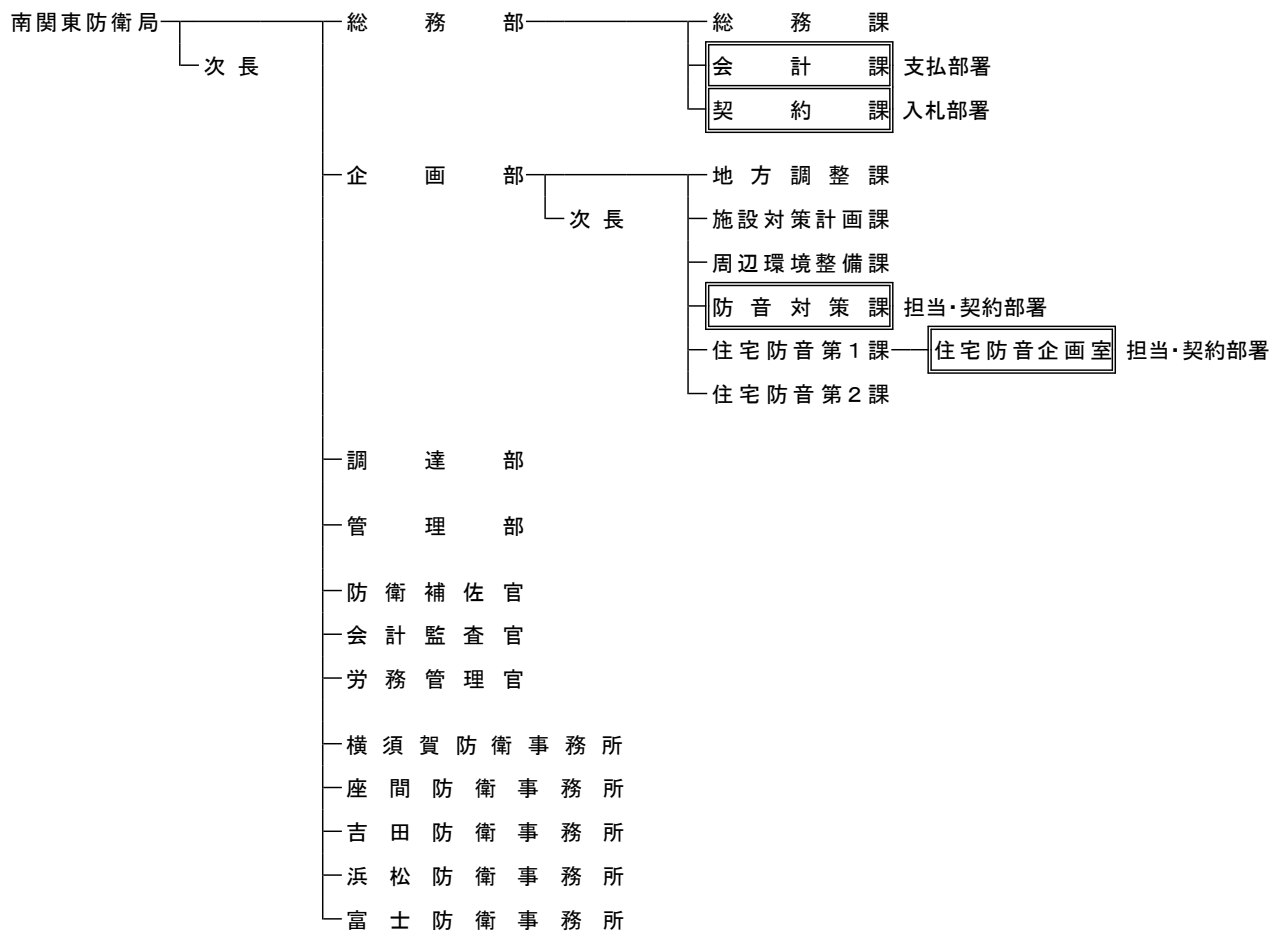 南関東防衛局 総務部 総務課
次長 会計課 支払部署
契約課 入札部署
企画部 地方調整課
次長 施設対策計画課
周辺環境整備課
防音対策課 担当・契約部署
住宅防音第1課 住宅防音企画室 担当・契約部署
住宅防音第2課
調達部
管理部
防衛補佐官
会計監査官
労務管理官
横須賀防衛事務所
座間防衛事務所
吉田防衛事務所
浜松防衛事務所
富士防衛事務所